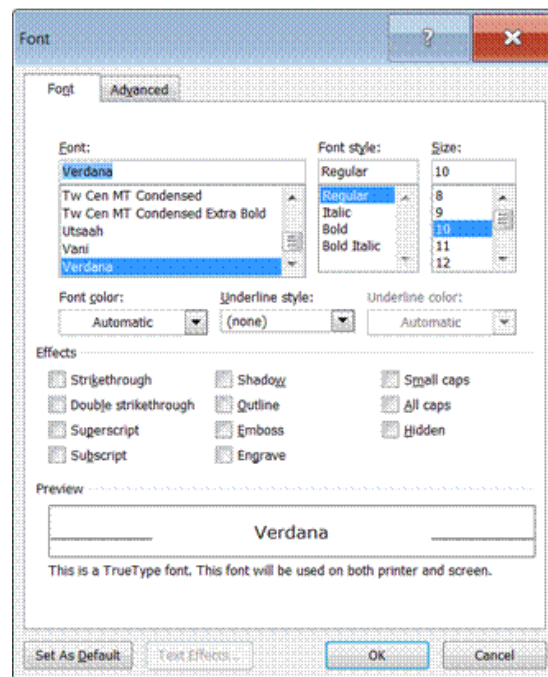 Font
?
Font Advanced
Font: Font style: Size:
Verdana Regular 10
Tw Cen MT Condensed Regular 8
Tw Cen MT Condensed Extra Bold Italic 9
Utsaah Bold 10
Vani Bold Italic 11
Verdana 12
Font color: Underline style: Underline color:
Automatic (none) Automatic
Effects
Strikethrough Shadow Small caps
Double strikethrough Outline All caps
Superscript Emboss Hidden
Subscript Engrave
Preview
Verdana
This is a TrueType font. This font will be used on both printer and screen.
Set As Default Text Effects... OK Cancel